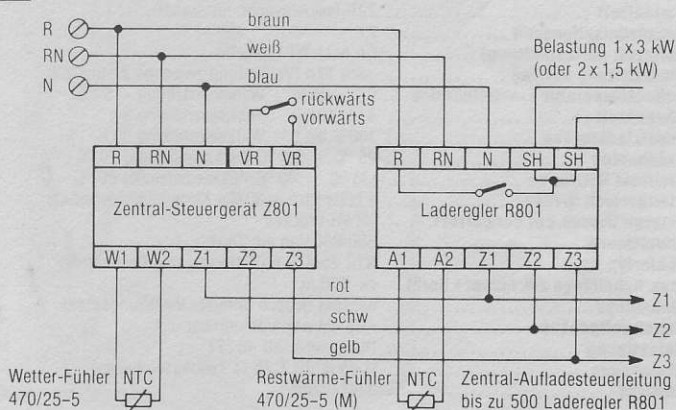 R
braun
RN
weiß
Belastung 1 x 3 kW
(oder 2 x 1,5 kW)
N
blau
rückwärts
vorwärts
R RN N VR VR
R RN N SH SH
Zentral-Steuergerät Z801
Laderegler R801
W1 W2 Z1 Z2 Z3
A1 A2 Z1 Z2 Z3
rot
Z1
schw
Z2
gelb
Z3
Wetter-Fühler
470/25–5
NTC
Restwärme-Fühler
470/25–5 (M)
NTC
Zentral-Aufladesteuerleitung
bis zu 500 Laderegler R801